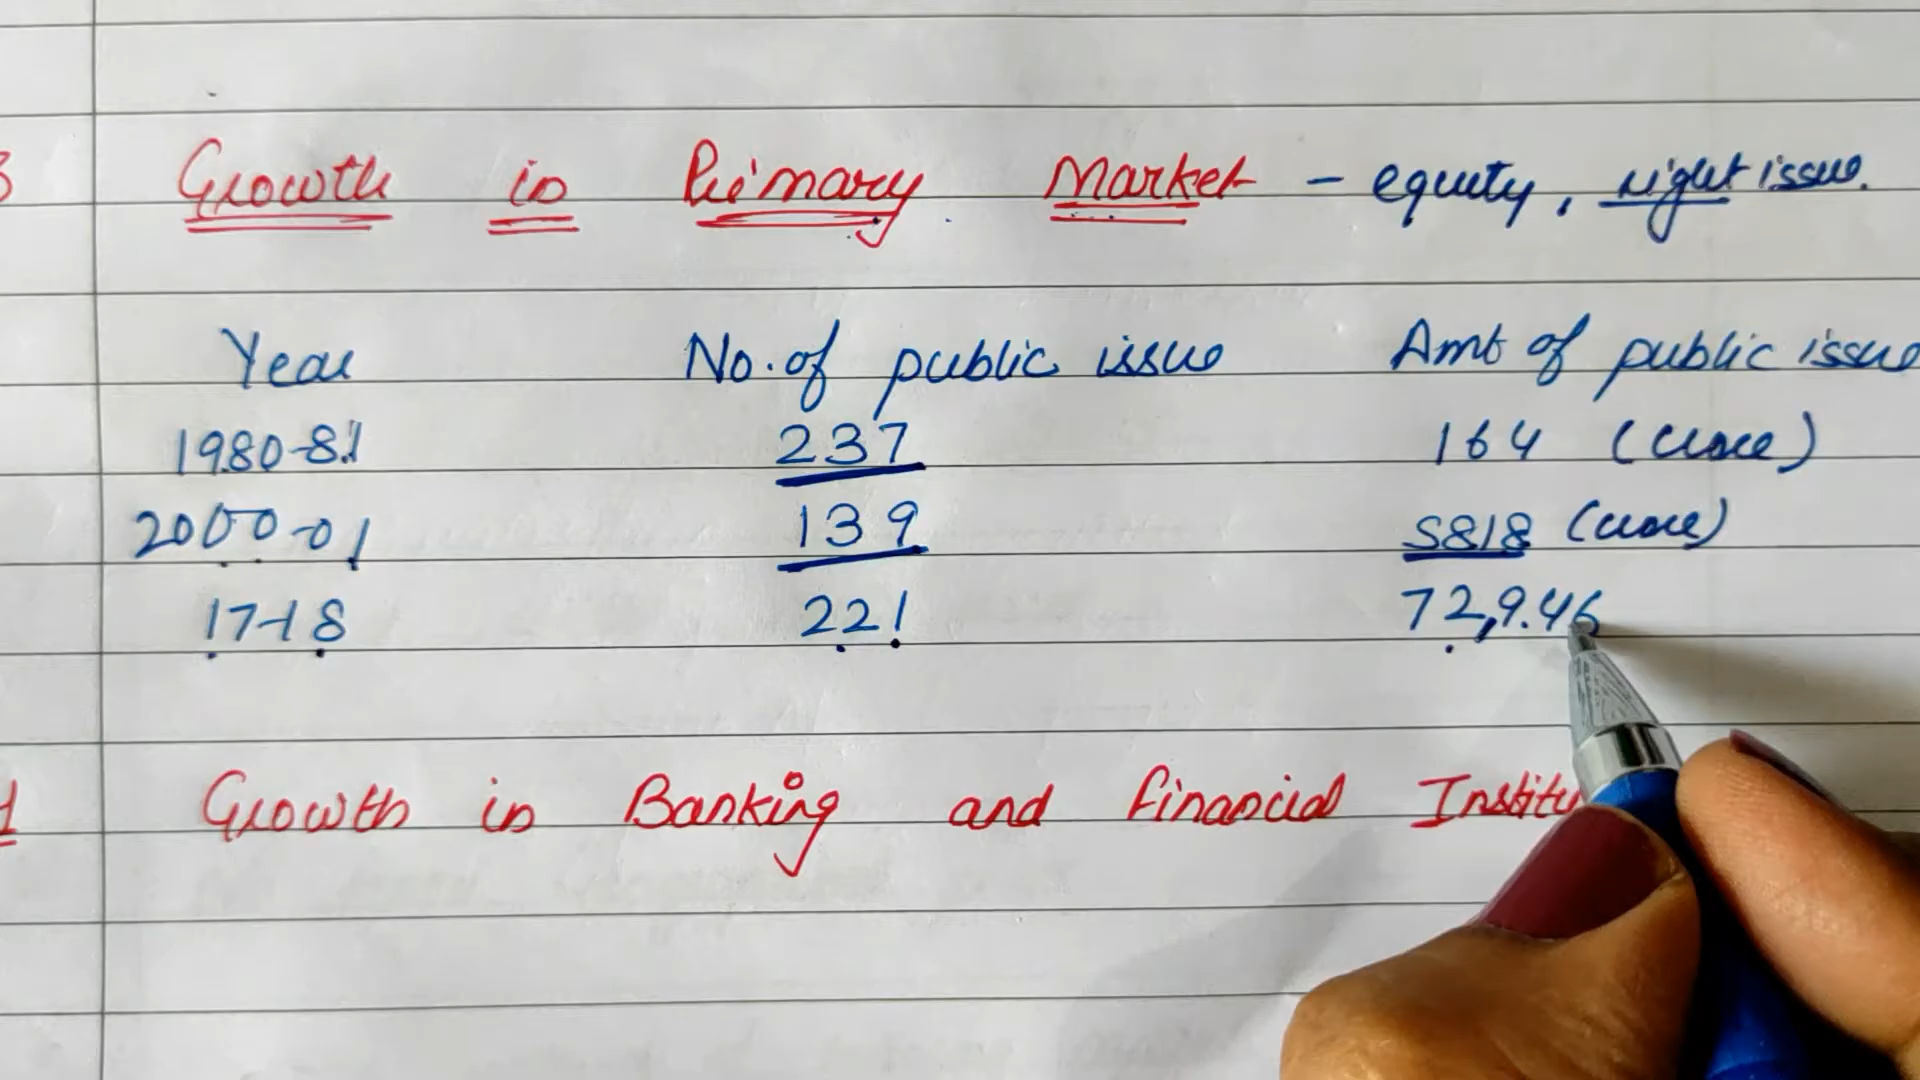 3 Growth in Primary Market - equity, right issue.
Year No. of public issue Amt of public issue
1980-81 237 164 (Crore)
2000-01 139 5818 (Crore)
17-18 221 72,9.46
Growth in Banking and financial Institu